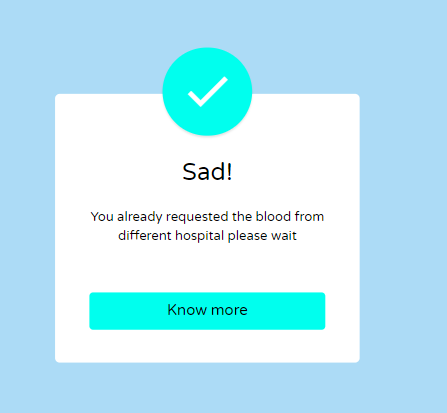 Sad!
You already requested the blood from
different hospital please wait
Know more